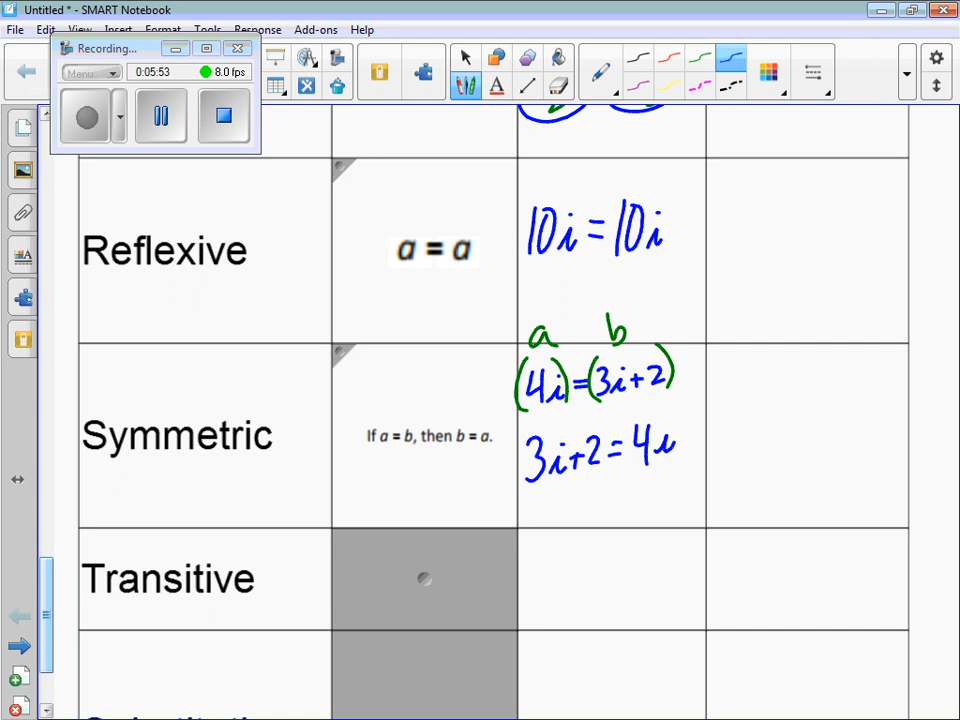 Untitled * - SMART Notebook
File Edit View Insert Format Tools Response Add-ons Help
Recording...
Menu 0:05:53 8.0 fps
Reflexive a = a 10i = 10i
a b
Symmetric If a = b, then b = a. (4i) = (3i+2)
3i+2 = 4i
Transitive